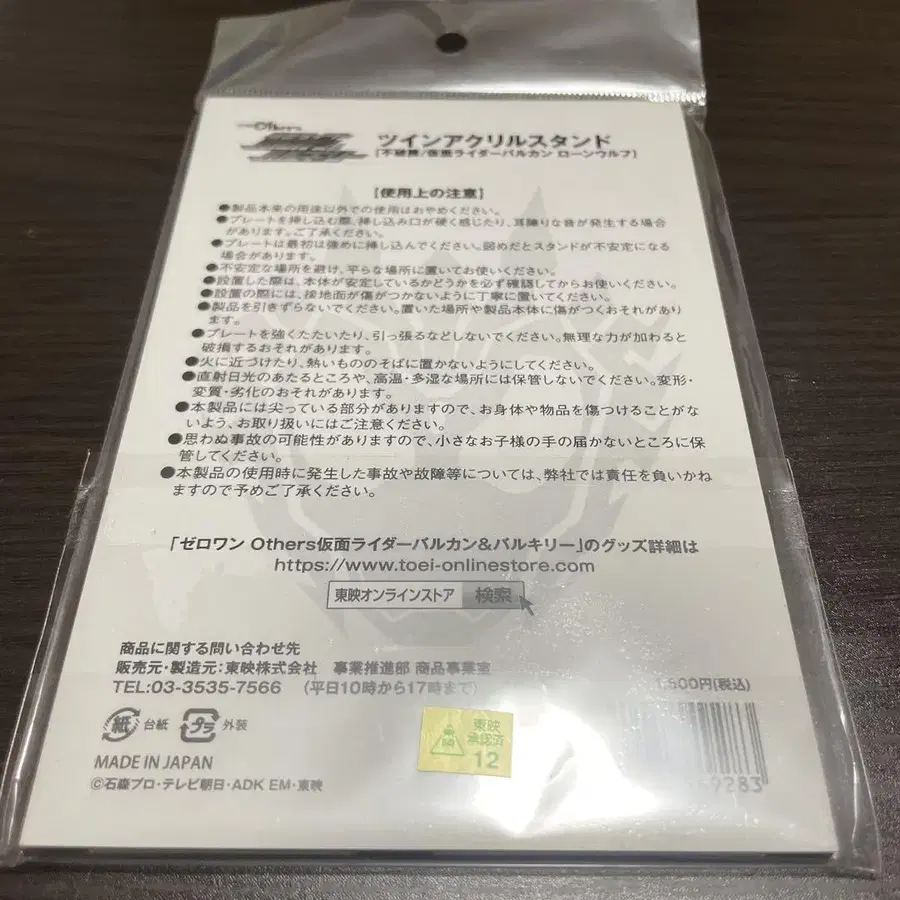 Others
ツインアクリルスタンド
[不破諫/仮面ライダーバルカン ローンウルフ]
【使用上の注意】
●製品本来の用途以外での使用はおやめください。
●プレートを挿し込む際、挿し込み口が硬く感じたり、耳障りな音が発生する場合
があります。ご了承ください。
●プレートは最初は強めに挿し込んでください。弱めだとスタンドが不安定になる
場合があります。
●不安定な場所を避け、平らな場所に置いてお使いください。
●設置した際は、本体が安定しているかどうかを必ず確認してからお使いください。
●設置の際には、接地面が傷がつかないように丁寧に置いてください。
●製品を引きずらないでください。置いた場所や製品本体に傷がつくおそれがあり
ます。
●プレートを強くたたいたり、引っ張るなどしないでください。無理な力が加わると
破損するおそれがあります。
●火に近づけたり、熱いもののそばに置かないようにしてください。
●直射日光のあたるところや、高温・多湿な場所には保管しないでください。変形・
変質・劣化のおそれがあります。
●本製品には尖っている部分がありますので、お身体や物品を傷つけることがな
いよう、お取り扱いにはご注意ください。
●思わぬ事故の可能性がありますので、小さなお子様の手の届かないところに保
管してください。
●本製品の使用時に発生した事故や故障等については、弊社では責任を負いかね
ますので予めご了承ください。
「ゼロワン Others仮面ライダーバルカン&バルキリー」のグッズ詳細は
https://www.toei-onlinestore.com
東映オンラインストア 検索
商品に関する問い合わせ先
販売元・製造元:東映株式会社 事業推進部 商品事業室
TEL:03-3535-7566 (平日10時から17時まで)
1,500円(税込)
紙 台紙 プラ 外装
東映
承認済
12
MADE IN JAPAN
9283
©石森プロ・テレビ朝日・ADK EM・東映